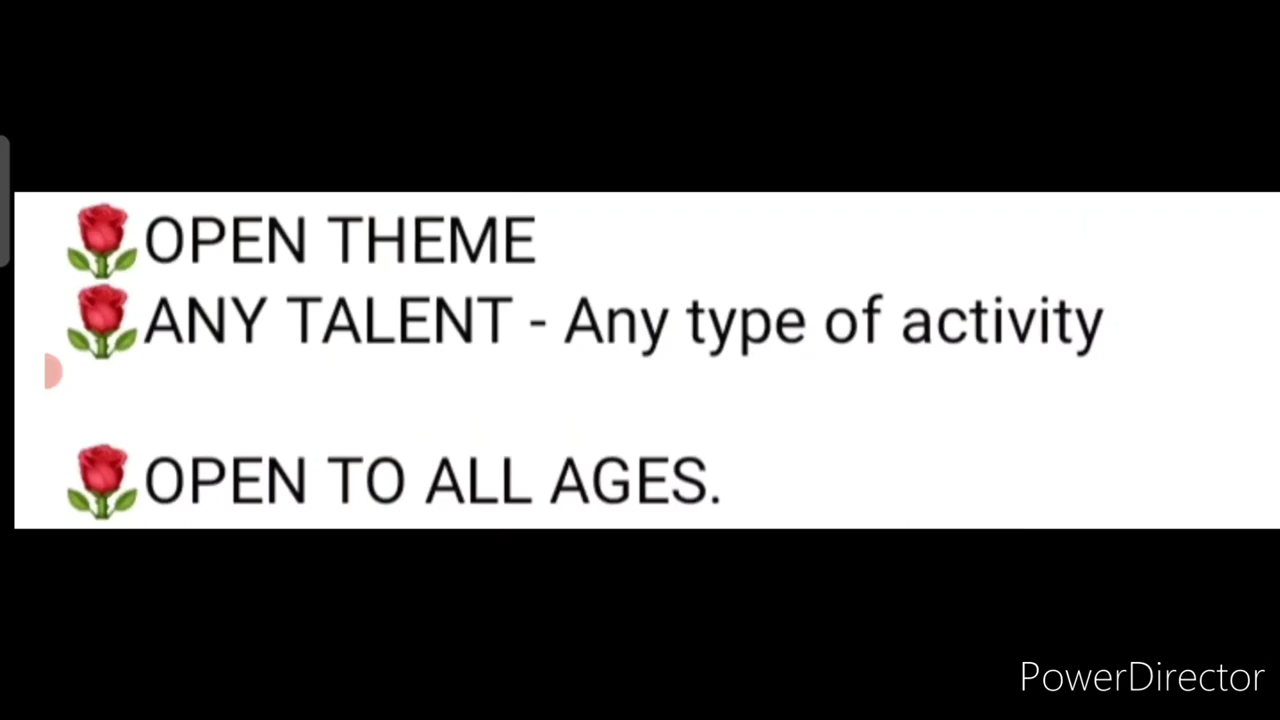 🌹OPEN THEME
🌹ANY TALENT - Any type of activity
🌹OPEN TO ALL AGES.
PowerDirector